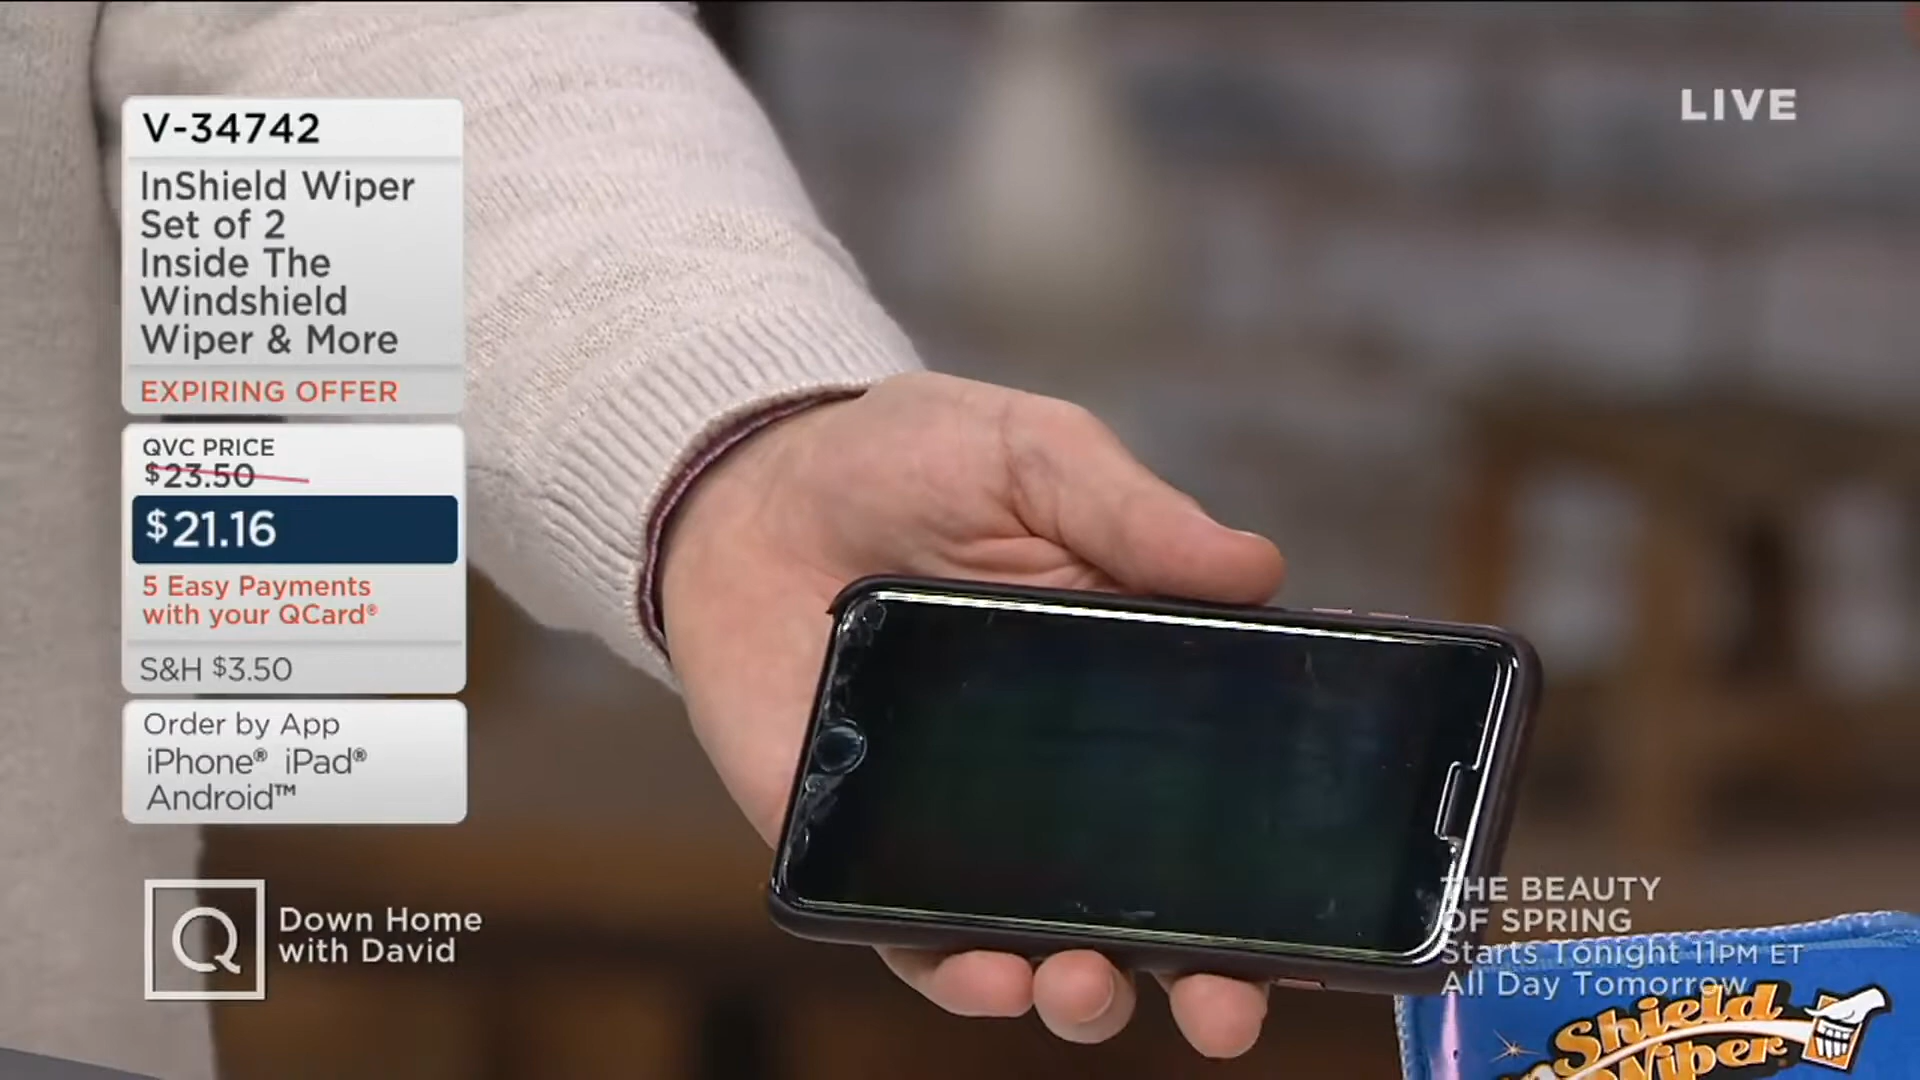 LIVE
V-34742
InShield Wiper
Set of 2
Inside The
Windshield
Wiper & More
EXPIRING OFFER
QVC PRICE
$23.50
$21.16
5 Easy Payments
with your QCard®
S&H $3.50
Order by App
iPhone® iPad®
Android™
Q
Down Home
with David
THE BEAUTY
OF SPRING
Starts Tonight 11PM ET
All Day Tomorrow
Shield
Wiper